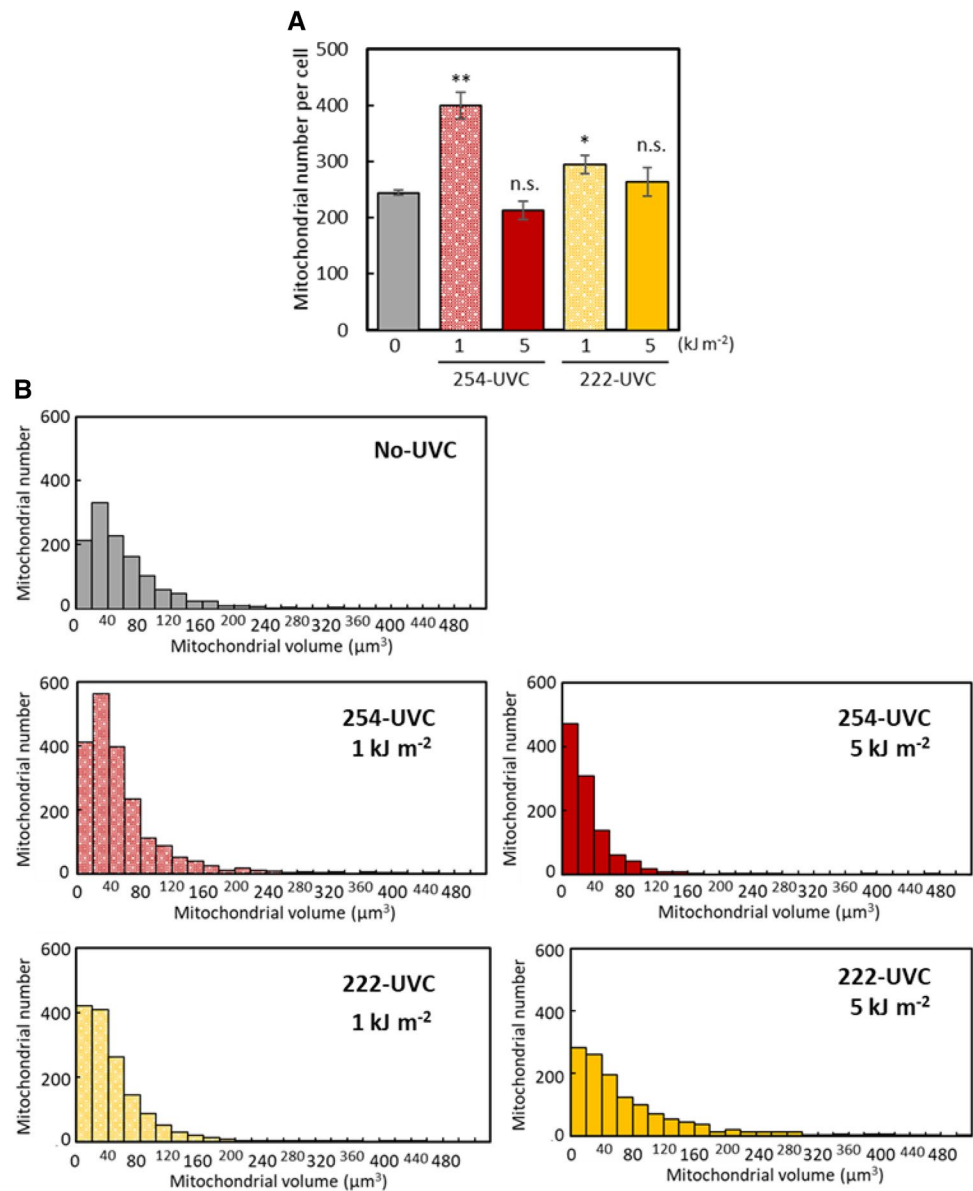 A
Mitochondrial number per cell
500
400
300
200
100
0
**
n.s.
*
n.s.
0 1 5 1 5 (kJ m-2)
254-UVC 222-UVC
B
Mitochondrial number
600
400
200
0
No-UVC
0 40 80 120 160 200 240 280 320 360 400 440 480
Mitochondrial volume (µm3)
Mitochondrial number
600
400
200
0
254-UVC
1 kJ m-2
0 40 80 120 160 200 240 280 320 360 400 440 480
Mitochondrial volume (µm3)
Mitochondrial number
600
400
200
0
254-UVC
5 kJ m-2
0 40 80 120 160 200 240 280 320 360 400 440 480
Mitochondrial volume (µm3)
Mitochondrial number
600
400
200
0
222-UVC
1 kJ m-2
0 40 80 120 160 200 240 280 320 360 400 440 480
Mitochondrial volume (µm3)
Mitochondrial number
600
400
200
0
222-UVC
5 kJ m-2
0 40 80 120 160 200 240 280 320 360 400 440 480
Mitochondrial volume (µm3)